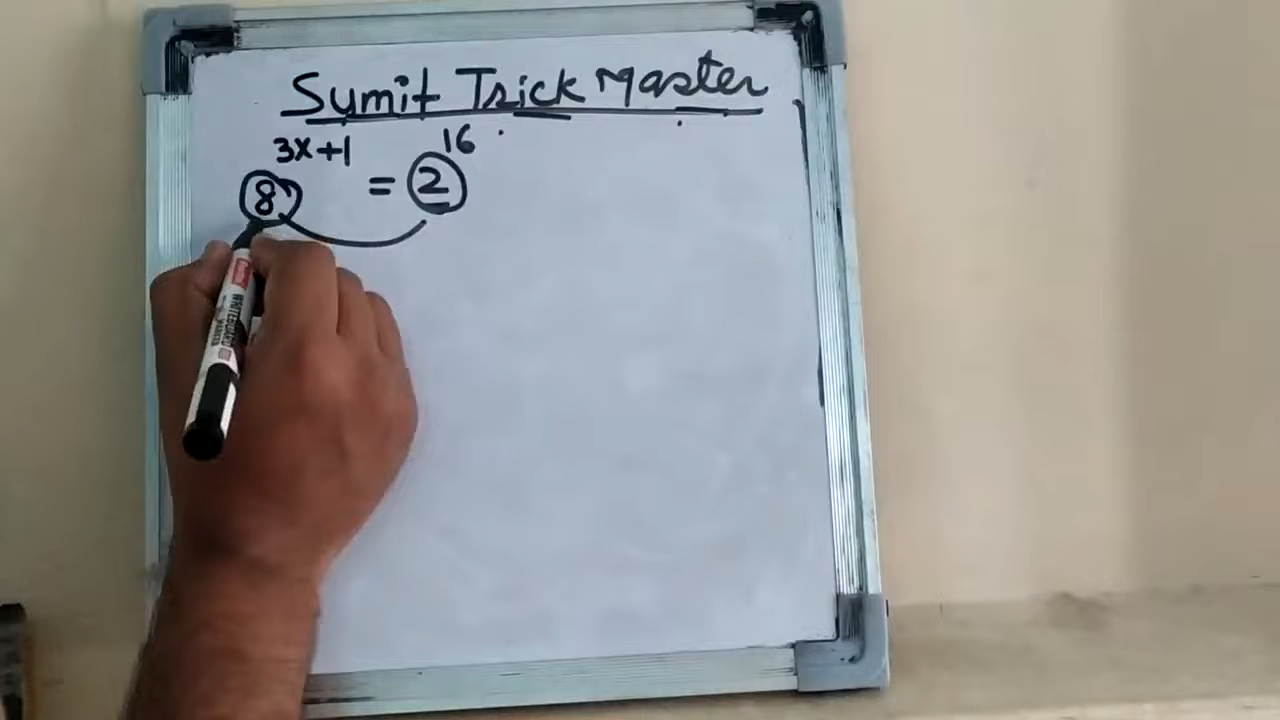 Sumit Trick Master
8^{3x+1} = 2^{16}